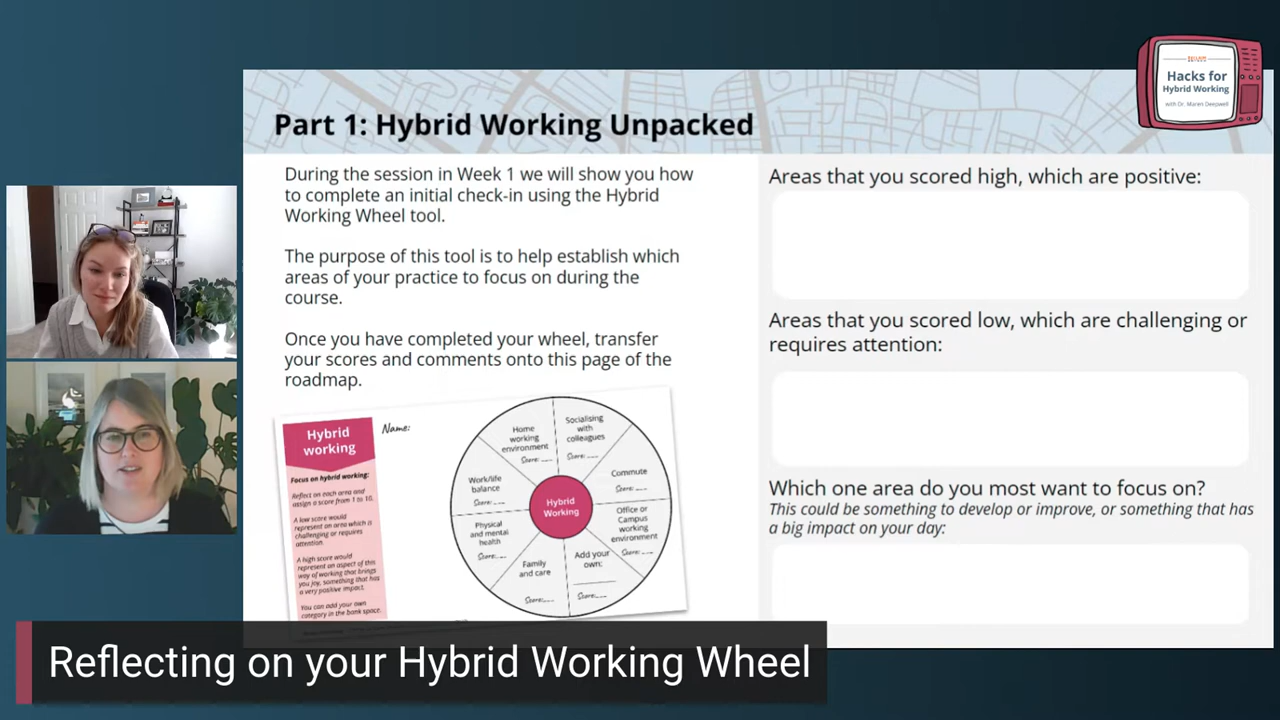 Hacks for
Hybrid Working
with Dr. Maren Deepwell
Part 1: Hybrid Working Unpacked
During the session in Week 1 we will show you how
to complete an initial check-in using the Hybrid
Working Wheel tool.
The purpose of this tool is to help establish which
areas of your practice to focus on during the
course.
Once you have completed your wheel, transfer
your scores and comments onto this page of the
roadmap.
Hybrid
working
Focus on hybrid working:
Reflect on each area and
assign a score from 1 to 10.
A low score would
represent an area which is
challenging or requires
attention.
A high score would
represent an aspect of this
way of working that brings
you joy, something that has
a very positive impact.
You can add your own
category in the bank space.
Name:
Home
working
environment
Score:___
Socialising
with
colleagues
Score:___
Commute
Score:___
Office or
Campus
working
environment
Score:___
Add your
own:
Score:___
Family
and care
Score:___
Physical
and mental
health
Score:___
Work/life
balance
Score:___
Hybrid
Working
Areas that you scored high, which are positive:
Areas that you scored low, which are challenging or
requires attention:
Which one area do you most want to focus on?
This could be something to develop or improve, or something that has
a big impact on your day:
Reflecting on your Hybrid Working Wheel